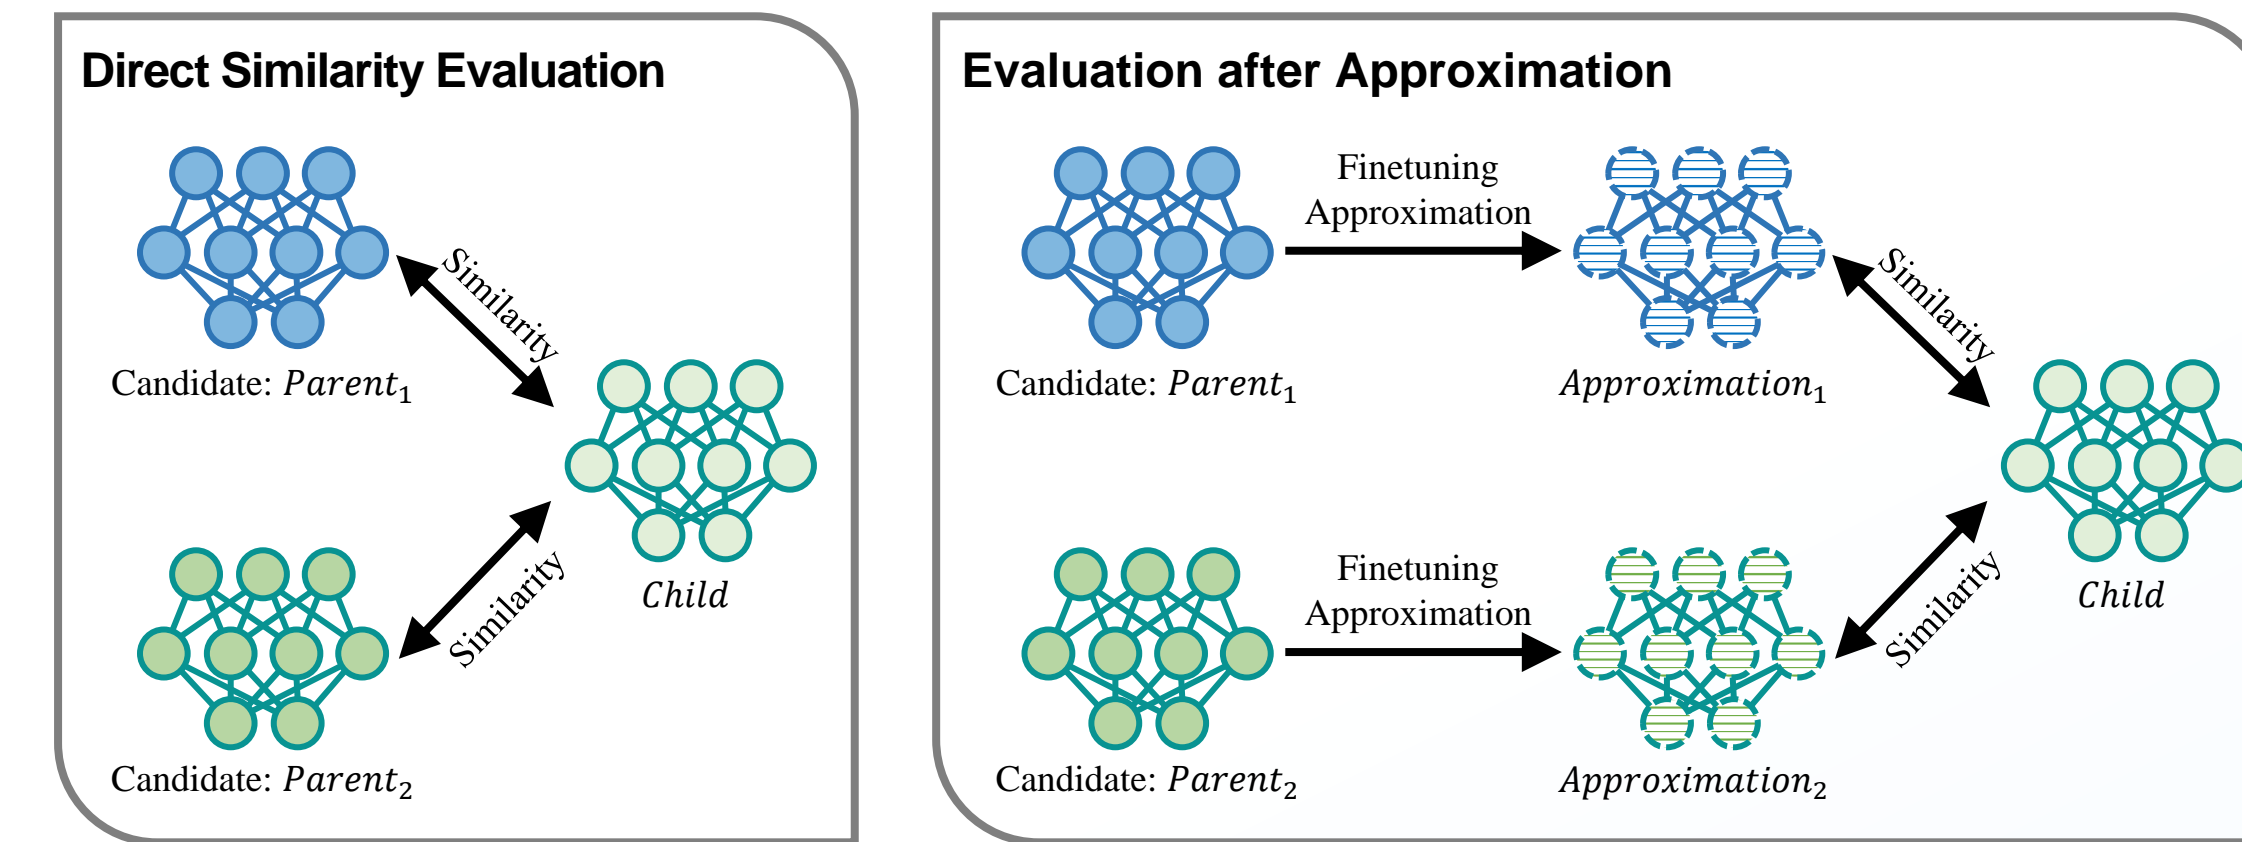 Direct Similarity Evaluation
Similarity
Candidate: Parent₁
Similarity
Child
Candidate: Parent₂
Evaluation after Approximation
Finetuning
Approximation
Similarity
Candidate: Parent₁
Approximation₁
Finetuning
Approximation
Similarity
Child
Candidate: Parent₂
Approximation₂